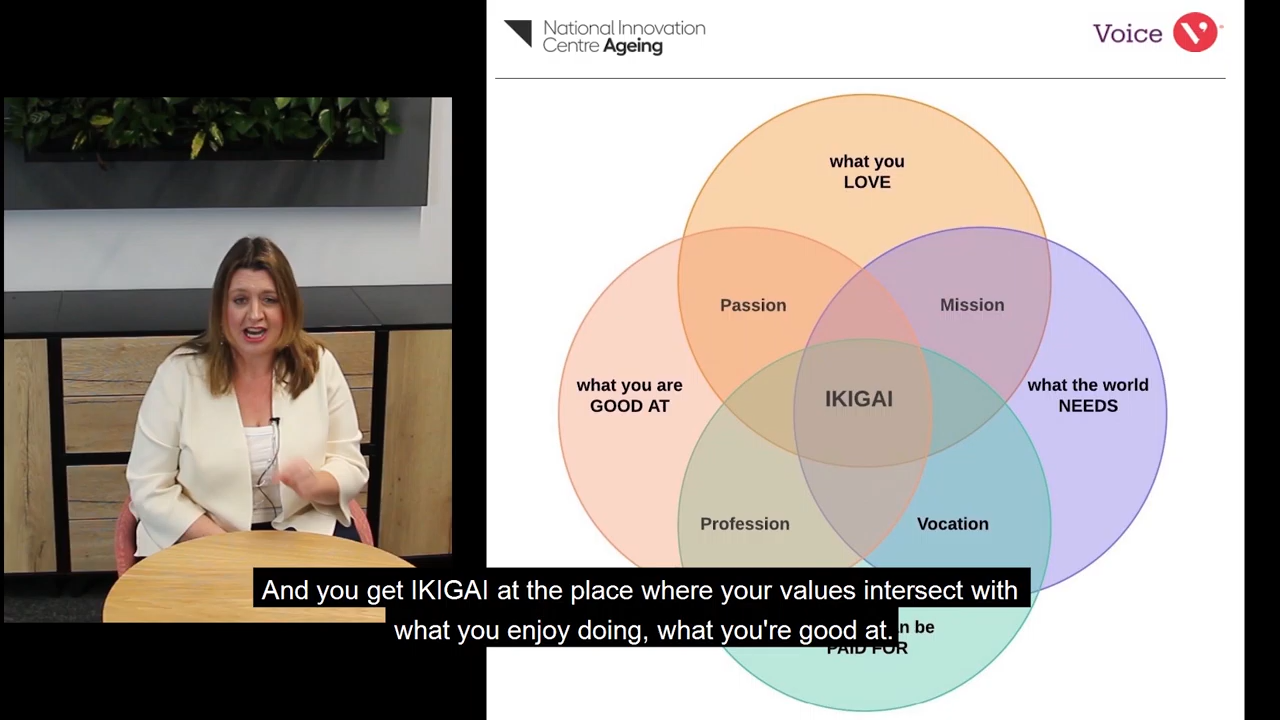 National Innovation
Centre Ageing
Voice
what you
LOVE
Passion
Mission
what you are
GOOD AT
IKIGAI
what the world
NEEDS
Profession
Vocation
And you get IKIGAI at the place where your values intersect with
what you enjoy doing, what you're good at.
be
PAID FOR